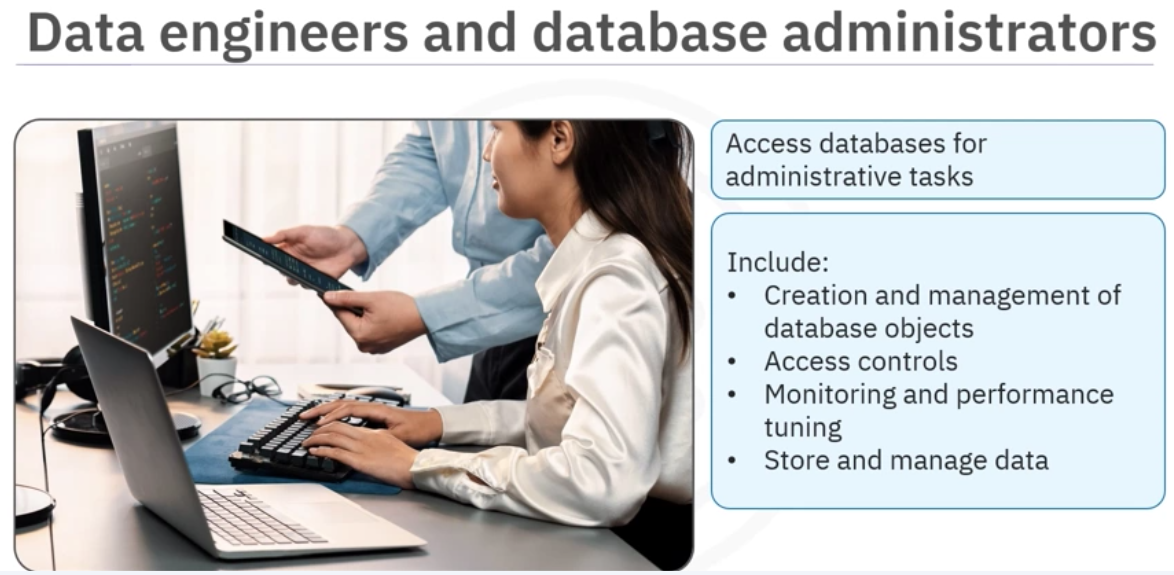 Data engineers and database administrators
Access databases for
administrative tasks
Include:
• Creation and management of
database objects
• Access controls
• Monitoring and performance
tuning
• Store and manage data